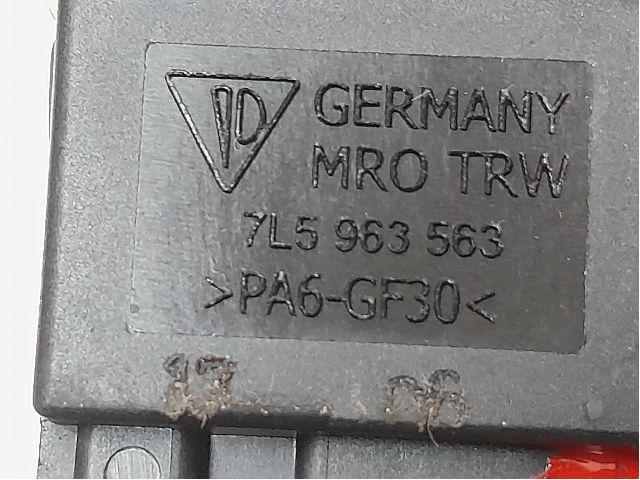 GERMANY
MRO TRW
7L5 963 563
>PA6-GF30<